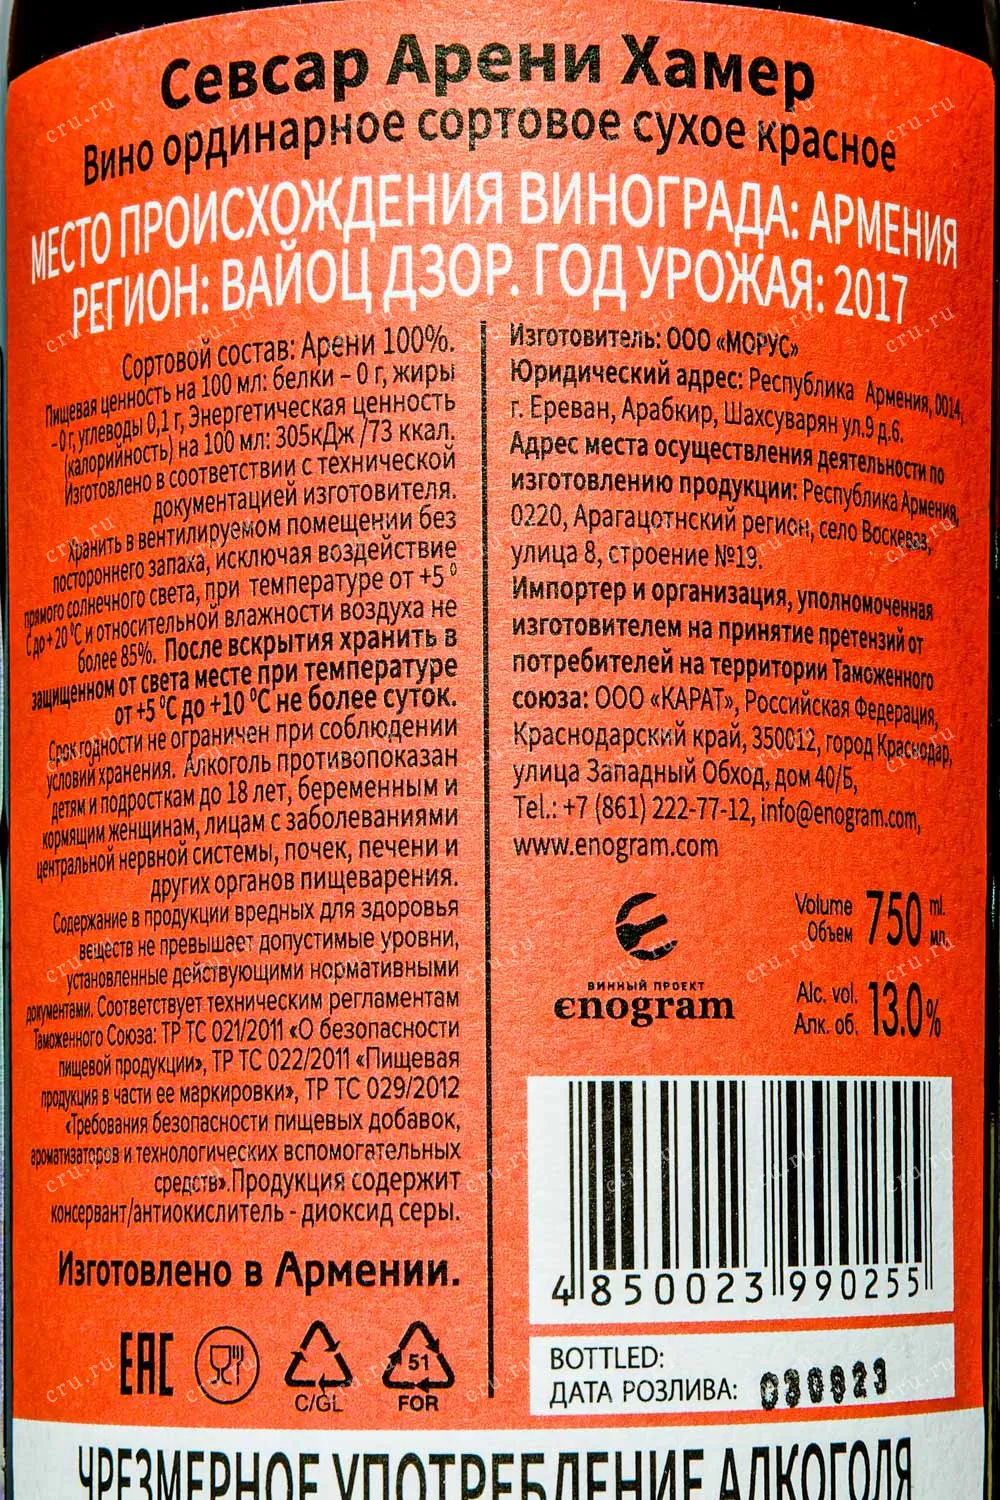 Севсар Арени Хамер
Вино ординарное сортовое сухое красное
МЕСТО ПРОИСХОЖДЕНИЯ ВИНОГРАДА: АРМЕНИЯ
РЕГИОН: ВАЙОЦ ДЗОР. ГОД УРОЖАЯ: 2017
Сортовой состав: Арени 100%.
Пищевая ценность на 100 мл: белки – 0 г, жиры
– 0 г, углеводы 0,1 г, Энергетическая ценность
(калорийность) на 100 мл: 305кДж /73 ккал.
Изготовлено в соответствии с технической
документацией изготовителя.
Хранить в вентилируемом помещении без
постороннего запаха, исключая воздействие
прямого солнечного света, при температуре от +5 °
С до + 20 °С и относительной влажности воздуха не
более 85%. После вскрытия хранить в
защищенном от света месте при температуре
от +5 °С до +10 °С не более суток.
Срок годности не ограничен при соблюдении
условий хранения. Алкоголь противопоказан
детям и подросткам до 18 лет, беременным и
кормящим женщинам, лицам с заболеваниями
центральной нервной системы, почек, печени и
других органов пищеварения.
Содержание в продукции вредных для здоровья
веществ не превышает допустимые уровни,
установленные действующими нормативными
документами. Соответствует техническим регламентам
Таможенного Союза: ТР ТС 021/2011 «О безопасности
пищевой продукции», ТР ТС 022/2011 «Пищевая
продукция в части ее маркировки», ТР ТС 029/2012
«Требования безопасности пищевых добавок,
ароматизаторов и технологических вспомогательных
средств».Продукция содержит
консервант/антиокислитель - диоксид серы.
Изготовлено в Армении.
EAC
C/GL
51
FOR
Изготовитель: ООО «МОРУС»
Юридический адрес: Республика Армения, 0014,
г. Ереван, Арабкир, Шахсуварян ул.9 д.6.
Адрес места осуществления деятельности по
изготовлению продукции: Республика Армения,
0220, Арагацотнский регион, село Воскеваз,
улица 8, строение №19.
Импортер и организация, уполномоченная
изготовителем на принятие претензий от
потребителей на территории Таможенного
союза: ООО «КАРАТ», Российская Федерация,
Краснодарский край, 350012, город Краснодар,
улица Западный Обход, дом 40/Б,
Tel.: +7 (861) 222-77-12, info@enogram.com,
www.enogram.com
ВИННЫЙ ПРОЕКТ
enogram
Volume 750 ml.
Объем мл.
Alc. vol. 13.0%
Алк. об.
4 850023 990255
BOTTLED:
ДАТА РОЗЛИВА: 030823
ЧРЕЗМЕРНОЕ УПОТРЕБЛЕНИЕ АЛКОГОЛЯ
cru.ru